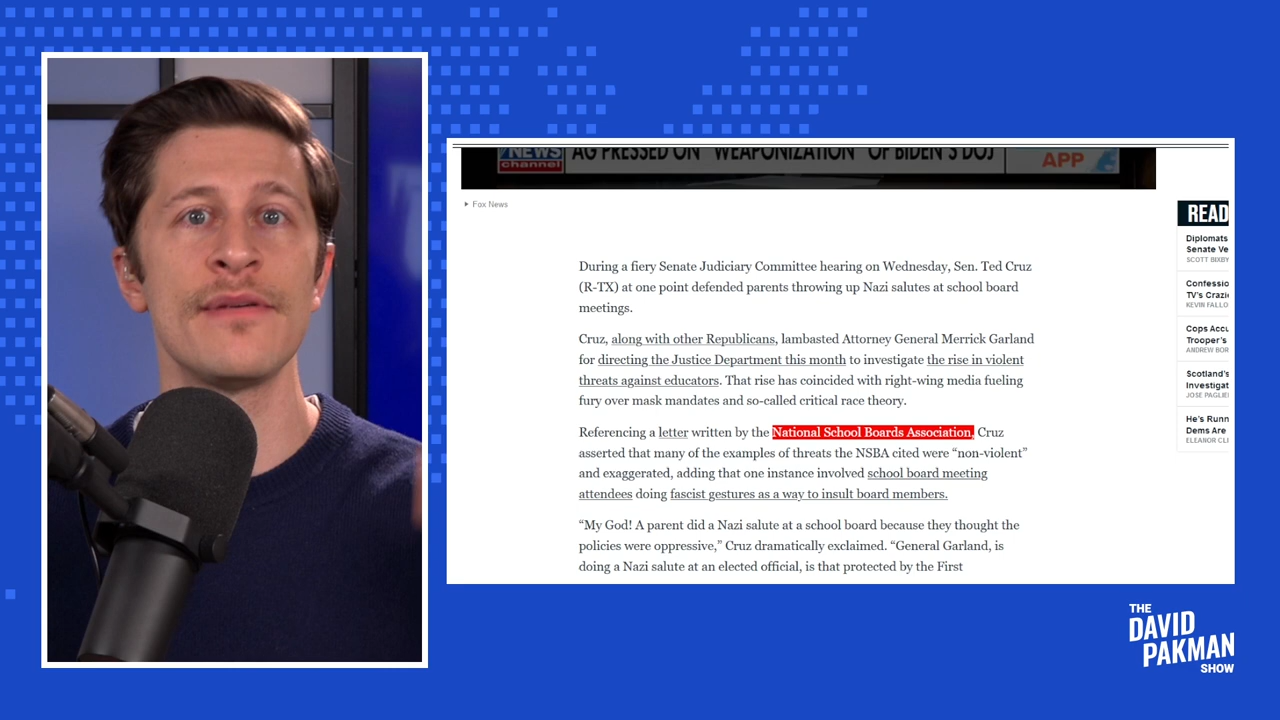 NEWS
channel
AG PRESSED ON "WEAPONIZATION" OF BIDEN'S DOJ
APP
Fox News
During a fiery Senate Judiciary Committee hearing on Wednesday, Sen. Ted Cruz
(R-TX) at one point defended parents throwing up Nazi salutes at school board
meetings.
Cruz, along with other Republicans, lambasted Attorney General Merrick Garland
for directing the Justice Department this month to investigate the rise in violent
threats against educators. That rise has coincided with right-wing media fueling
fury over mask mandates and so-called critical race theory.
Referencing a letter written by the National School Boards Association, Cruz
asserted that many of the examples of threats the NSBA cited were “non-violent”
and exaggerated, adding that one instance involved school board meeting
attendees doing fascist gestures as a way to insult board members.
“My God! A parent did a Nazi salute at a school board because they thought the
policies were oppressive,” Cruz dramatically exclaimed. “General Garland, is
doing a Nazi salute at an elected official, is that protected by the First
READ
Diplomats
Senate Ve
SCOTT BIXBY
Confessio
TV's Crazi
KEVIN FALLO
Cops Accu
Trooper's
ANDREW BOR
Scotland's
Investigat
JOSE PAGLIE
He's Runn
Dems Are
ELEANOR CL
THE
DAVID
PAKMAN
SHOW